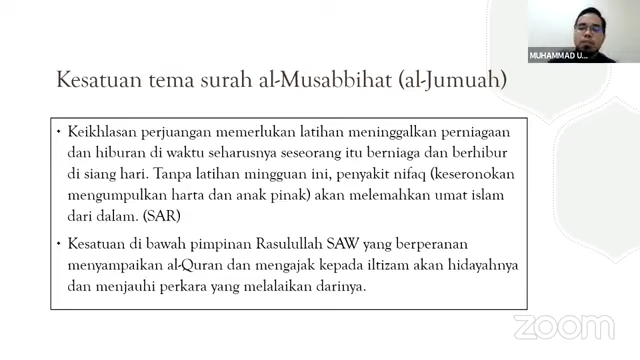 MUHAMMAD U...
Kesatuan tema surah al-Musabbihat (al-Jumuah)
• Keikhlasan perjuangan memerlukan latihan meninggalkan perniagaan
dan hiburan di waktu seharusnya seseorang itu berniaga dan berhibur
di siang hari. Tanpa latihan mingguan ini, penyakit nifaq (keseronokan
mengumpulkan harta dan anak pinak) akan melemahkan umat islam
dari dalam. (SAR)
• Kesatuan di bawah pimpinan Rasulullah SAW yang berperanan
menyampaikan al-Quran dan mengajak kepada iltizam akan hidayahnya
dan menjauhi perkara yang melalaikan darinya.
zoom